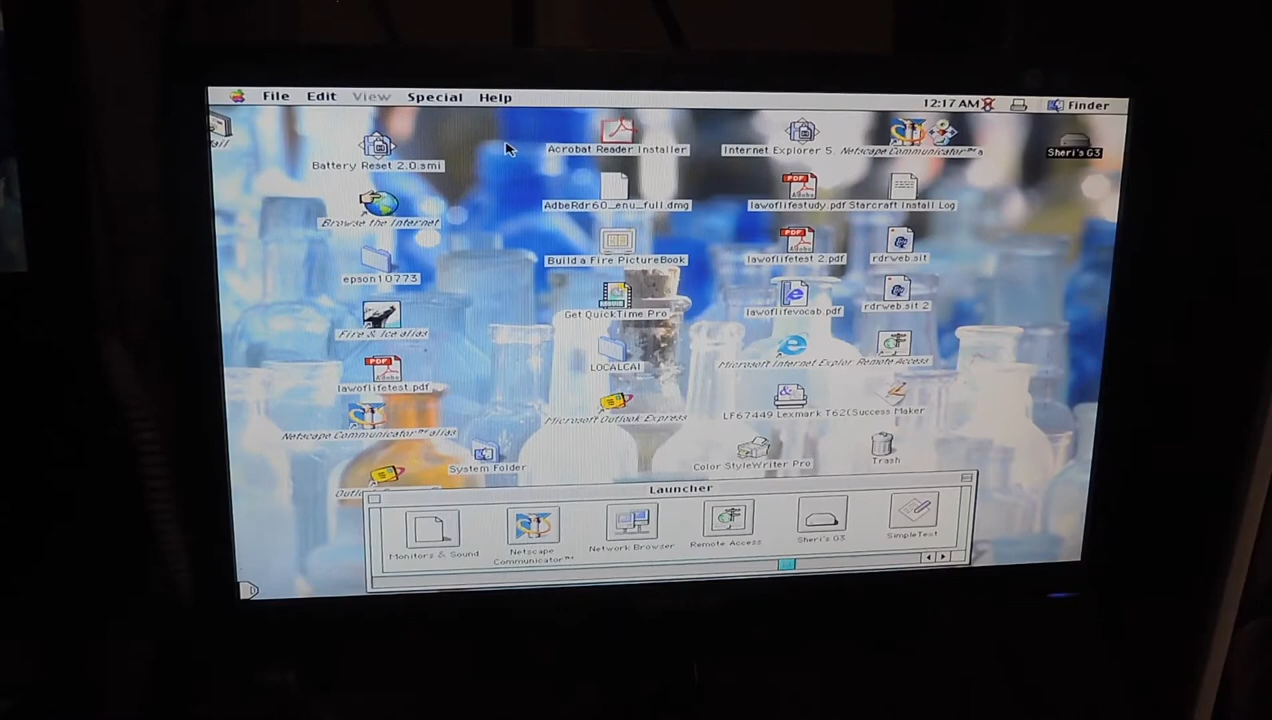 File Edit View Special Help
12:17 AM
Finder
Battery Reset 2.0.smi
Acrobat Reader Installer
Internet Explorer 5.
Netscape Communicator™ a
Sheri's G3
Browse the Internet
AdbeRdr60_enu_full.dmg
lawoflifestudy.pdf
Starcraft Install Log
epson10773
Build a Fire PictureBook
lawoflifetest 2.pdf
rdrweb.sit
Fire & Ice alias
Get QuickTime Pro
lawoflifevocab.pdf
rdrweb.sit 2
lawoflifetest.pdf
LOCALCAI
Microsoft Internet Explor
Remote Access
Netscape Communicator™ alias
Microsoft Outlook Express
LF67449 Lexmark T62(
Success Maker
System Folder
Color StyleWriter Pro
Trash
Launcher
Monitors & Sound
Netscape
Communicator™
Network Browser
Remote Access
Sheri's G3
SimpleText